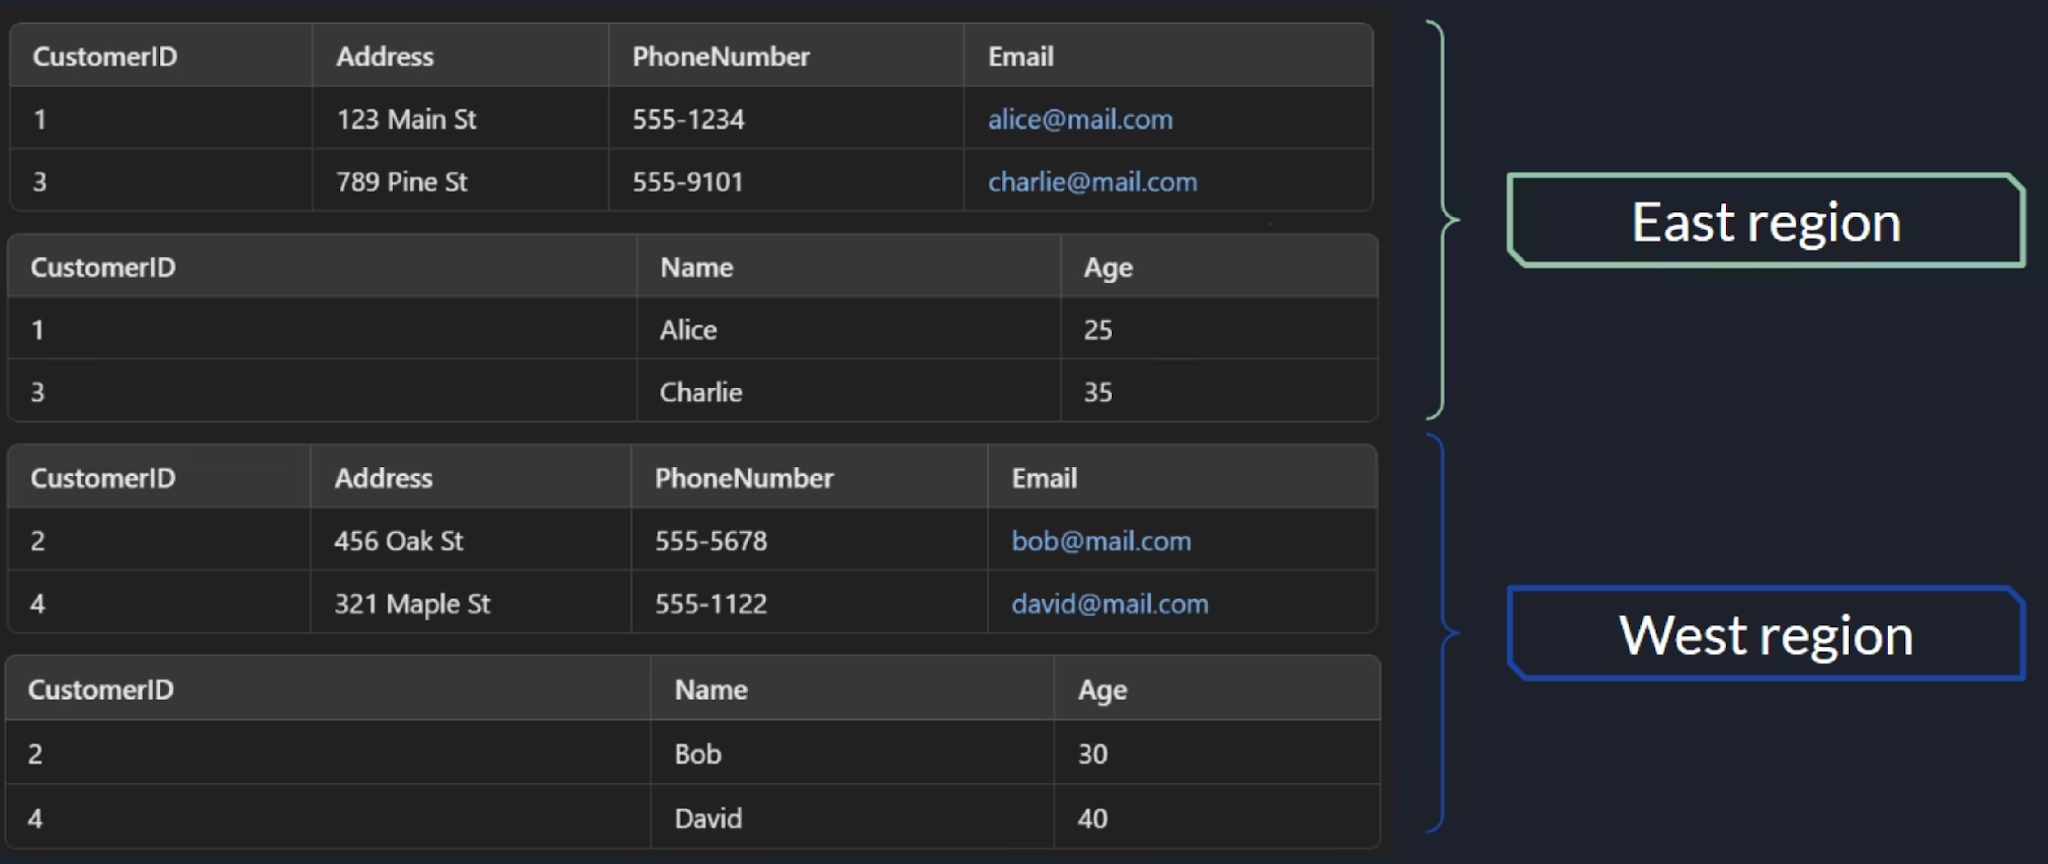 CustomerID Address PhoneNumber Email
1 123 Main St 555-1234 alice@mail.com
3 789 Pine St 555-9101 charlie@mail.com
CustomerID Name Age
1 Alice 25
3 Charlie 35
East region
CustomerID Address PhoneNumber Email
2 456 Oak St 555-5678 bob@mail.com
4 321 Maple St 555-1122 david@mail.com
CustomerID Name Age
2 Bob 30
4 David 40
West region